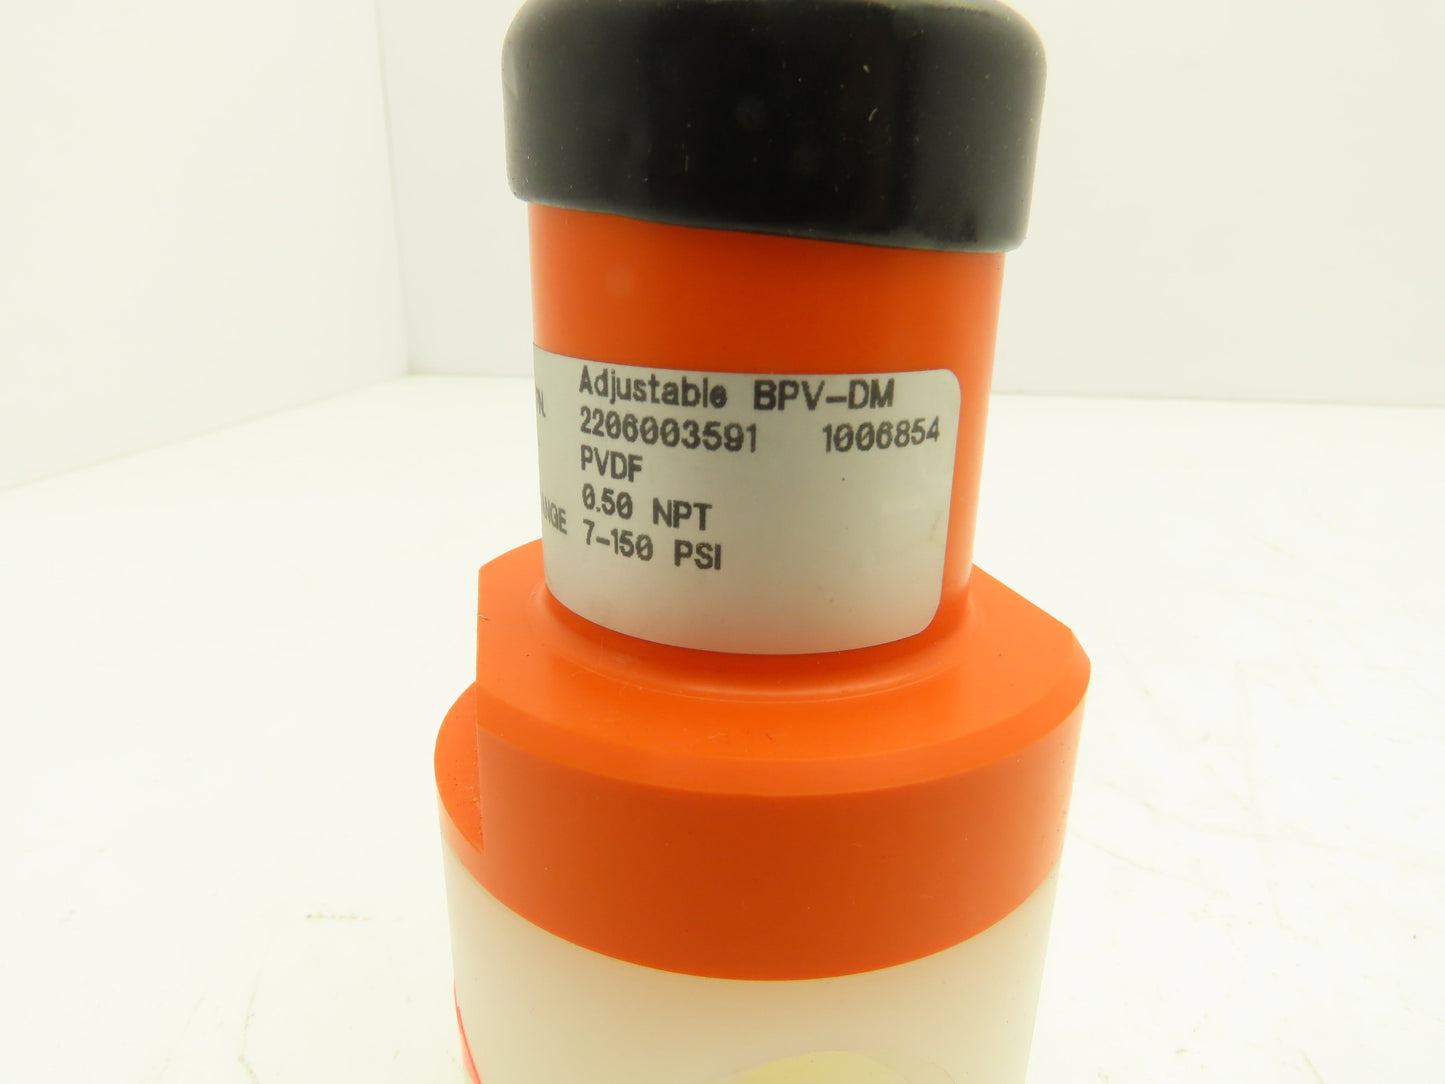 Adjustable BPV-DM
2206003591 1006854
PVDF
0.50 NPT
7-150 PSI